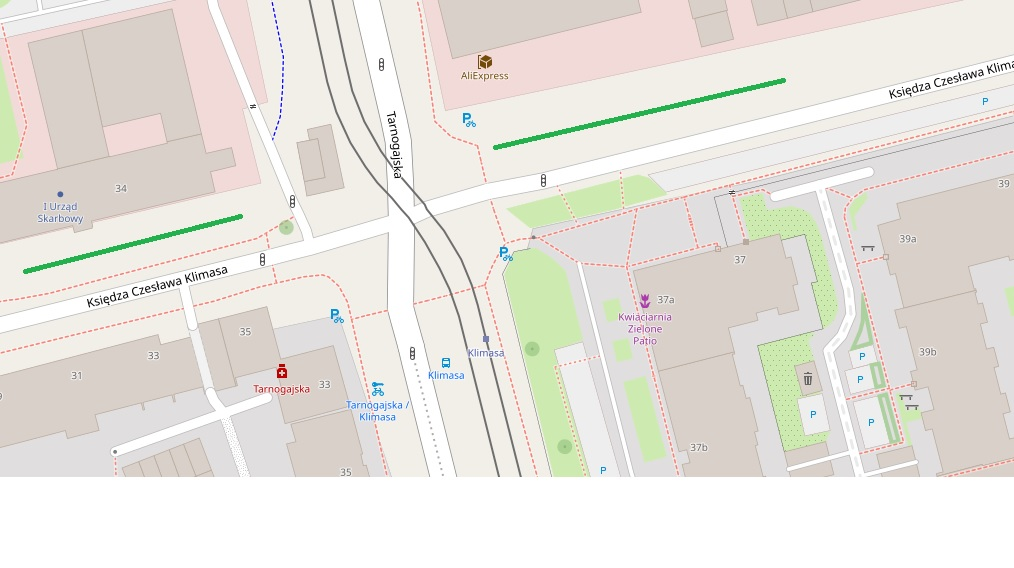 Księdza Czesława Klima
AliExpress
P
P
Tarnogajska
34
I Urząd
Skarbowy
39
39a
37
P
37a
Kwiaciarnia
Zielone
Patio
Księdza Czesława Klimasa
P
35
33
31
Klimasa
Klimasa
33
Tarnogajska
Tarnogajska /
Klimasa
39b
P
P
P
P
37b
35
P